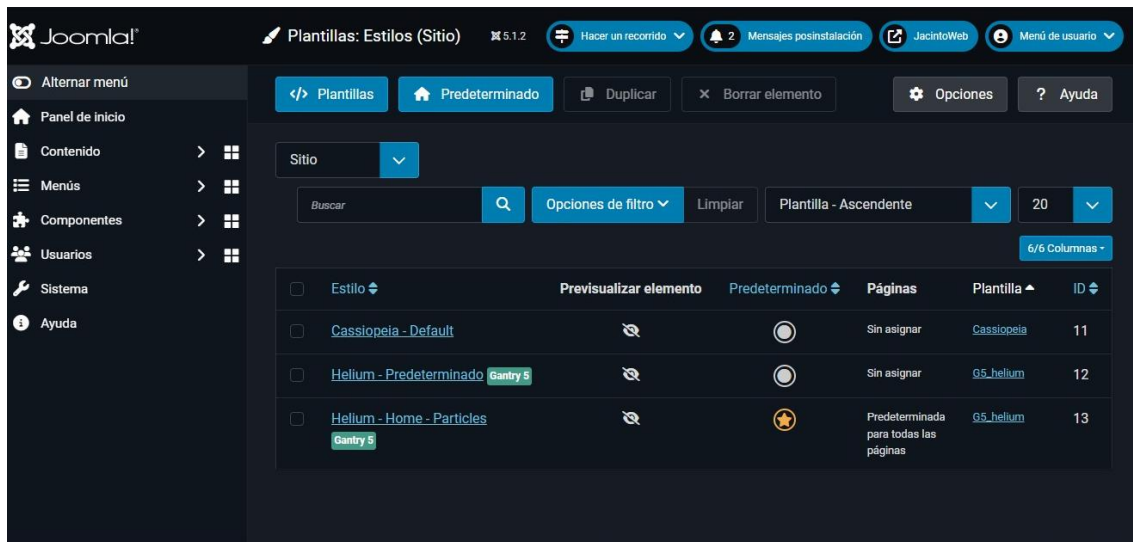 Joomla!®
Plantillas: Estilos (Sitio)
5.1.2
Hacer un recorrido
2 Mensajes posinstalación
JacintoWeb
Menú de usuario
Alternar menú
Panel de inicio
Contenido
Menús
Componentes
Usuarios
Sistema
Ayuda
</> Plantillas
Predeterminado
Duplicar
Borrar elemento
Opciones
? Ayuda
Sitio
Buscar
Opciones de filtro
Limpiar
Plantilla - Ascendente
20
6/6 Columnas
Estilo Previsualizar elemento Predeterminado Páginas Plantilla ID
Cassiopeia - Default Sin asignar Cassiopeia 11
Helium - Predeterminado Gantry 5 Sin asignar G5_helium 12
Helium - Home - Particles Predeterminada G5_helium 13
Gantry 5 para todas las
páginas